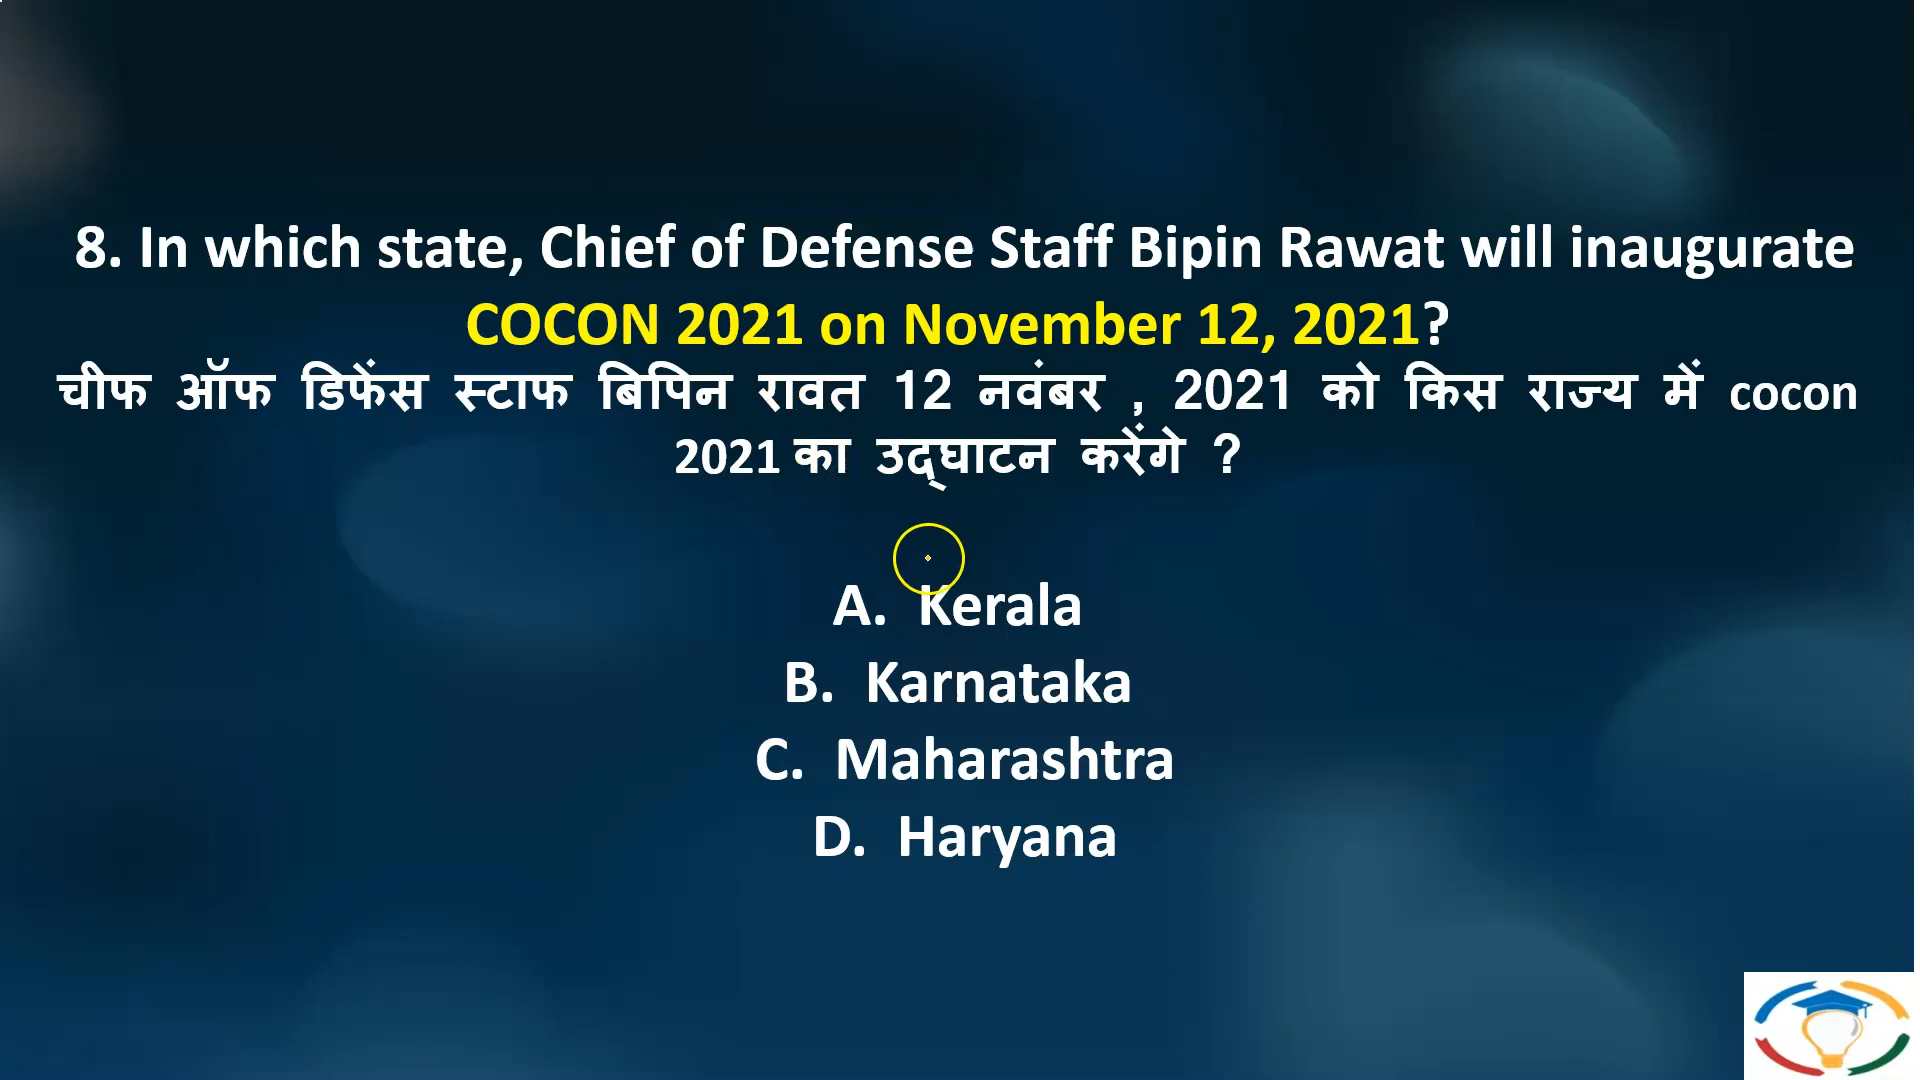 8. In which state, Chief of Defense Staff Bipin Rawat will inaugurate
COCON 2021 on November 12, 2021?
चीफ ऑफ डिफेंस स्टाफ बिपिन रावत 12 नवंबर , 2021 को किस राज्य में cocon
2021 का उद्घाटन करेंगे ?
A. Kerala
B. Karnataka
C. Maharashtra
D. Haryana